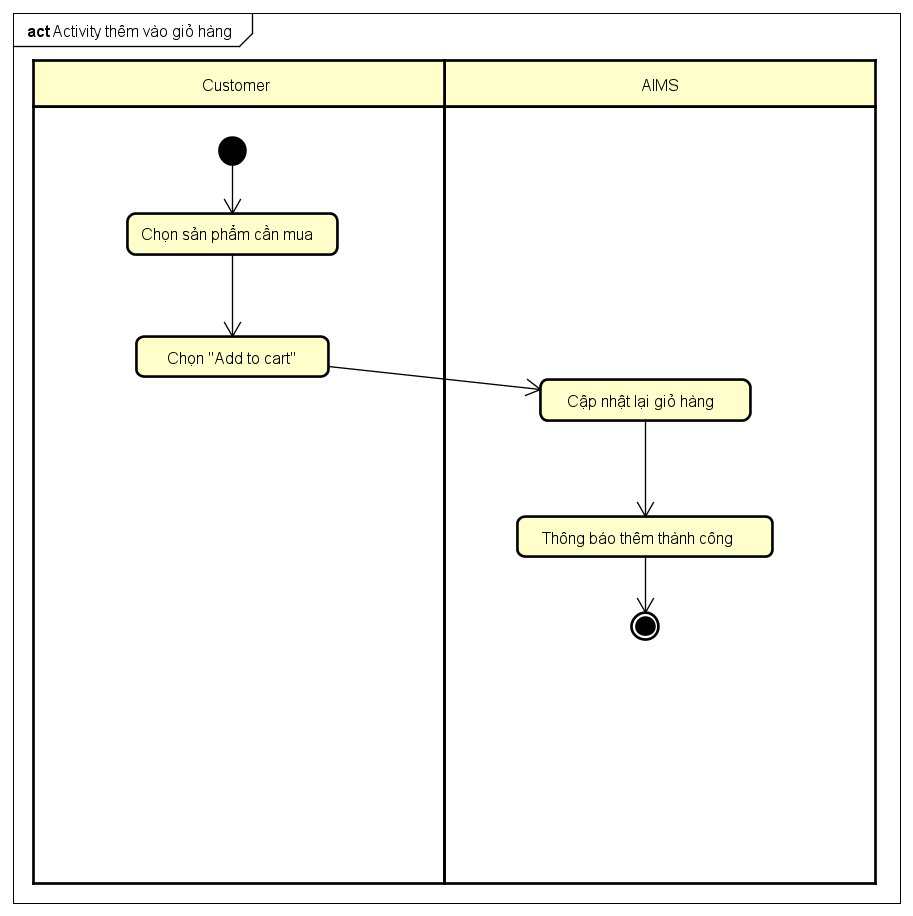 act Activity thêm vào giỏ hàng
Customer
AIMS
Chọn sản phẩm cần mua
Chọn "Add to cart"
Cập nhật lại giỏ hàng
Thông báo thêm thành công